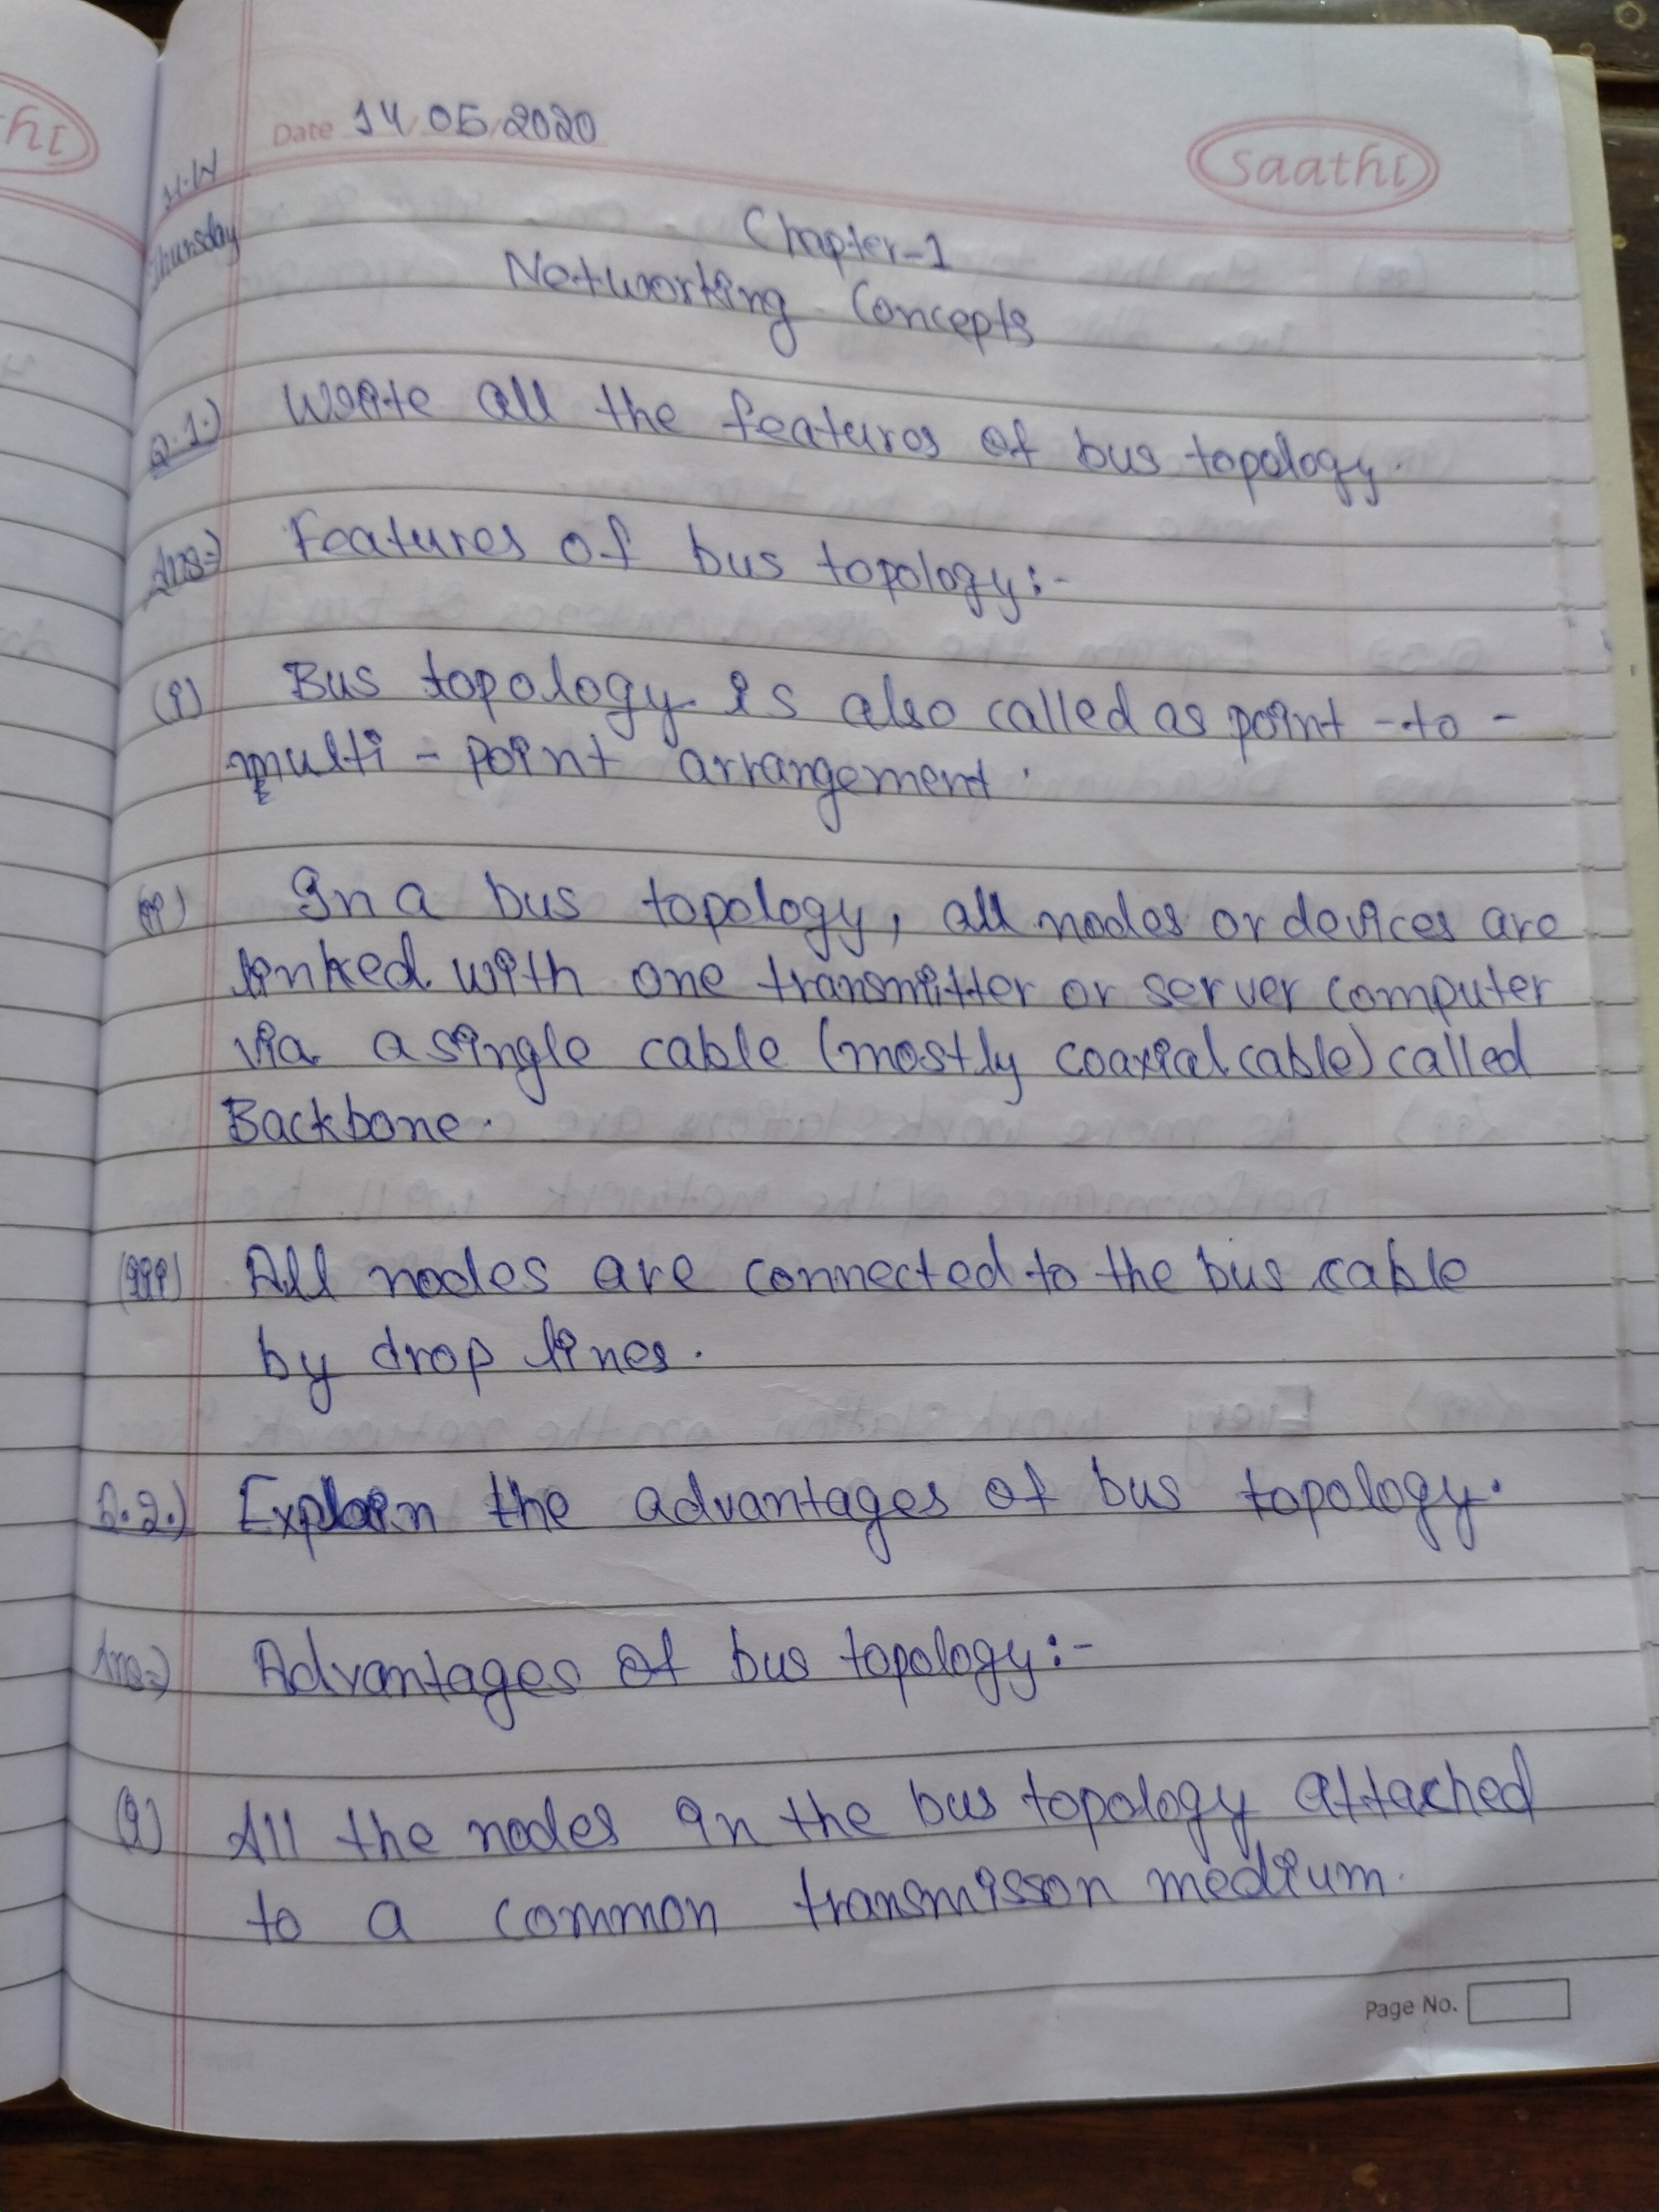 Date 14/05/2020
Saathi
H.W
Thursday
Chapter-1
Networking Concepts
Q.1.) Write all the features of bus topology.
Ans⇒) Features of bus topology:-
(i) Bus topology is also called as point -to-
multi - point arrangement.
(ii) In a bus topology, all nodes or devices are
linked with one transmitter or server computer
via a single cable (mostly coaxial cable) called
Backbone.
(iii) All nodes are connected to the bus cable
by drop lines.
Q.2.) Explain the advantages of bus topology.
Ans⇒) Advantages of bus topology:-
(i) All the nodes in the bus topology attached
to a common transmisson medium.
Page No.